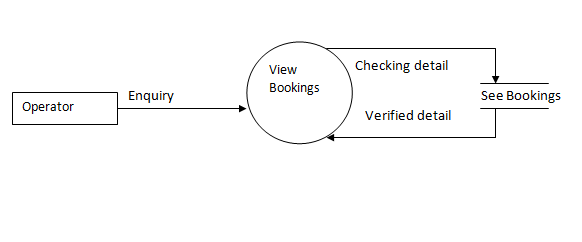 View
Bookings
Checking detail
Operator
Enquiry
See Bookings
Verified detail